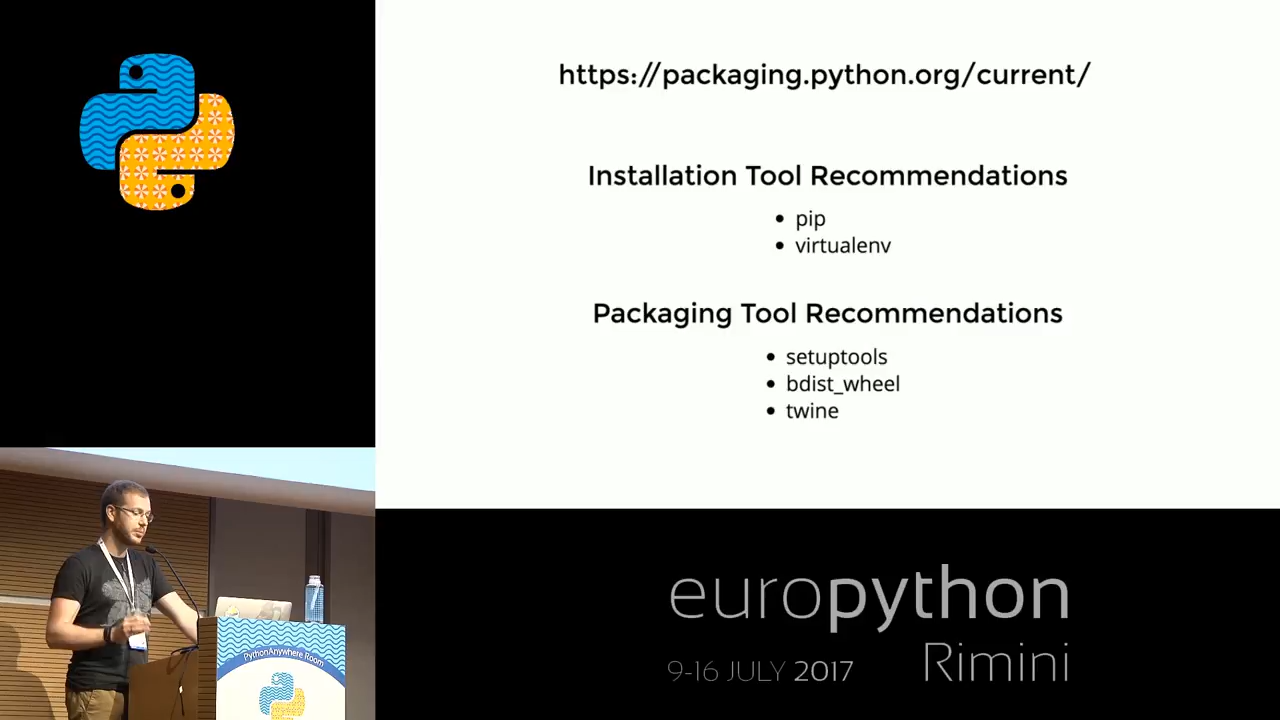 https://packaging.python.org/current/
Installation Tool Recommendations
• pip
• virtualenv
Packaging Tool Recommendations
• setuptools
• bdist_wheel
• twine
PythonAnywhere Room
europython
Rimini
9-16 JULY 2017